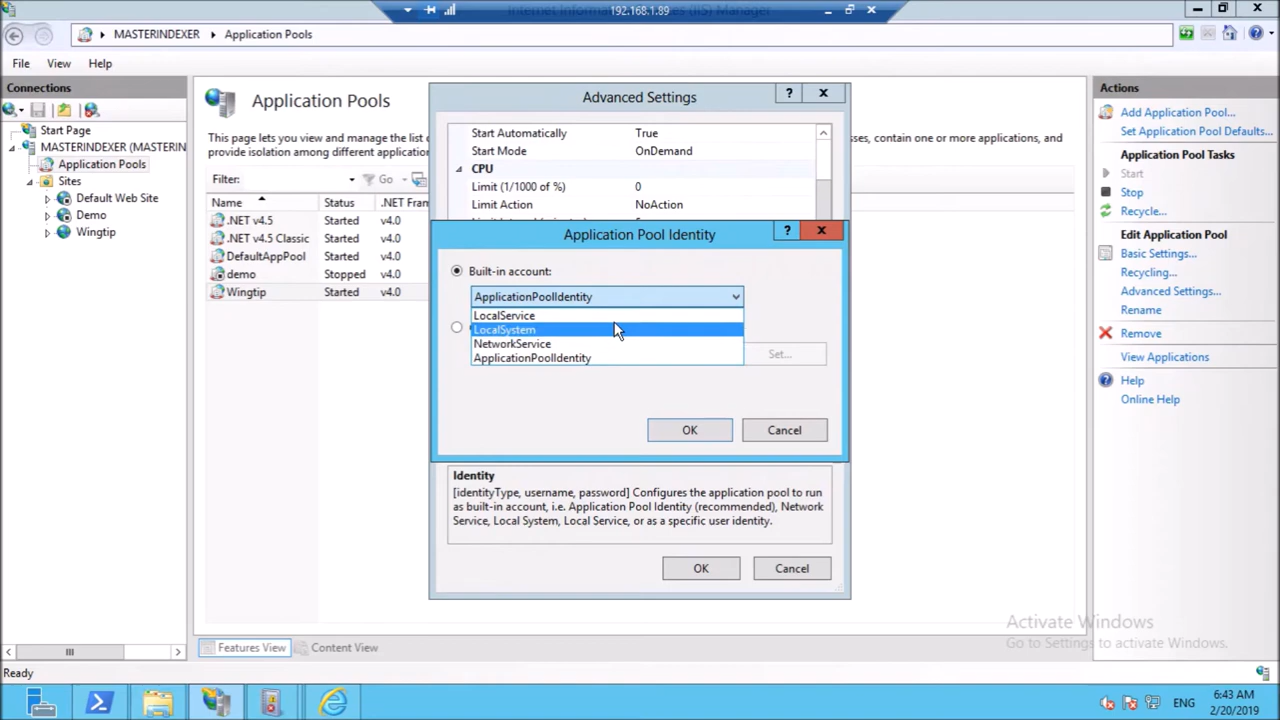 Internet Information Services (IIS) Manager
192.168.1.89
MASTERINDEXER
Application Pools
File View Help
Connections
Start Page
MASTERINDEXER (MASTERIN
Application Pools
Sites
Default Web Site
Demo
Wingtip
Application Pools
This page lets you view and manage the list o
esses, contain one or more applications, and
provide isolation among different application
Filter:
Go
Name Status .NET Fram
.NET v4.5 Started v4.0
.NET v4.5 Classic Started v4.0
DefaultAppPool Started v4.0
demo Stopped v4.0
Wingtip Started v4.0
Advanced Settings
?
Start Automatically True
Start Mode OnDemand
CPU
Limit (1/1000 of %) 0
Limit Action NoAction
Application Pool Identity
?
Built-in account:
ApplicationPoolIdentity
LocalService
LocalSystem
NetworkService
ApplicationPoolIdentity
Set...
OK Cancel
Identity
[identityType, username, password] Configures the application pool to run
as built-in account, i.e. Application Pool Identity (recommended), Network
Service, Local System, Local Service, or as a specific user identity.
OK Cancel
Actions
Add Application Pool...
Set Application Pool Defaults...
Application Pool Tasks
Start
Stop
Recycle...
Edit Application Pool
Basic Settings...
Recycling...
Advanced Settings...
Rename
Remove
View Applications
Help
Online Help
Activate Windows
Go to Settings to activate Windows.
Features View Content View
Ready
ENG
6:43 AM
2/20/2019